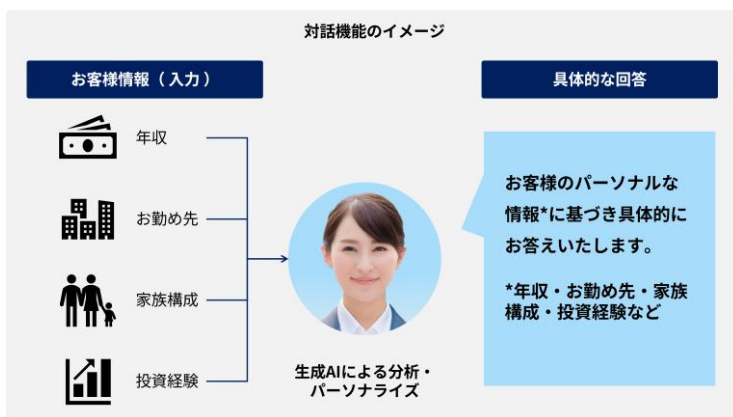 対話機能のイメージ
お客様情報（入力）
年収
お勤め先
家族構成
投資経験
生成AIによる分析・
パーソナライズ
具体的な回答
お客様のパーソナルな
情報*に基づき具体的に
お答えいたします。
*年収・お勤め先・家族
構成・投資経験など